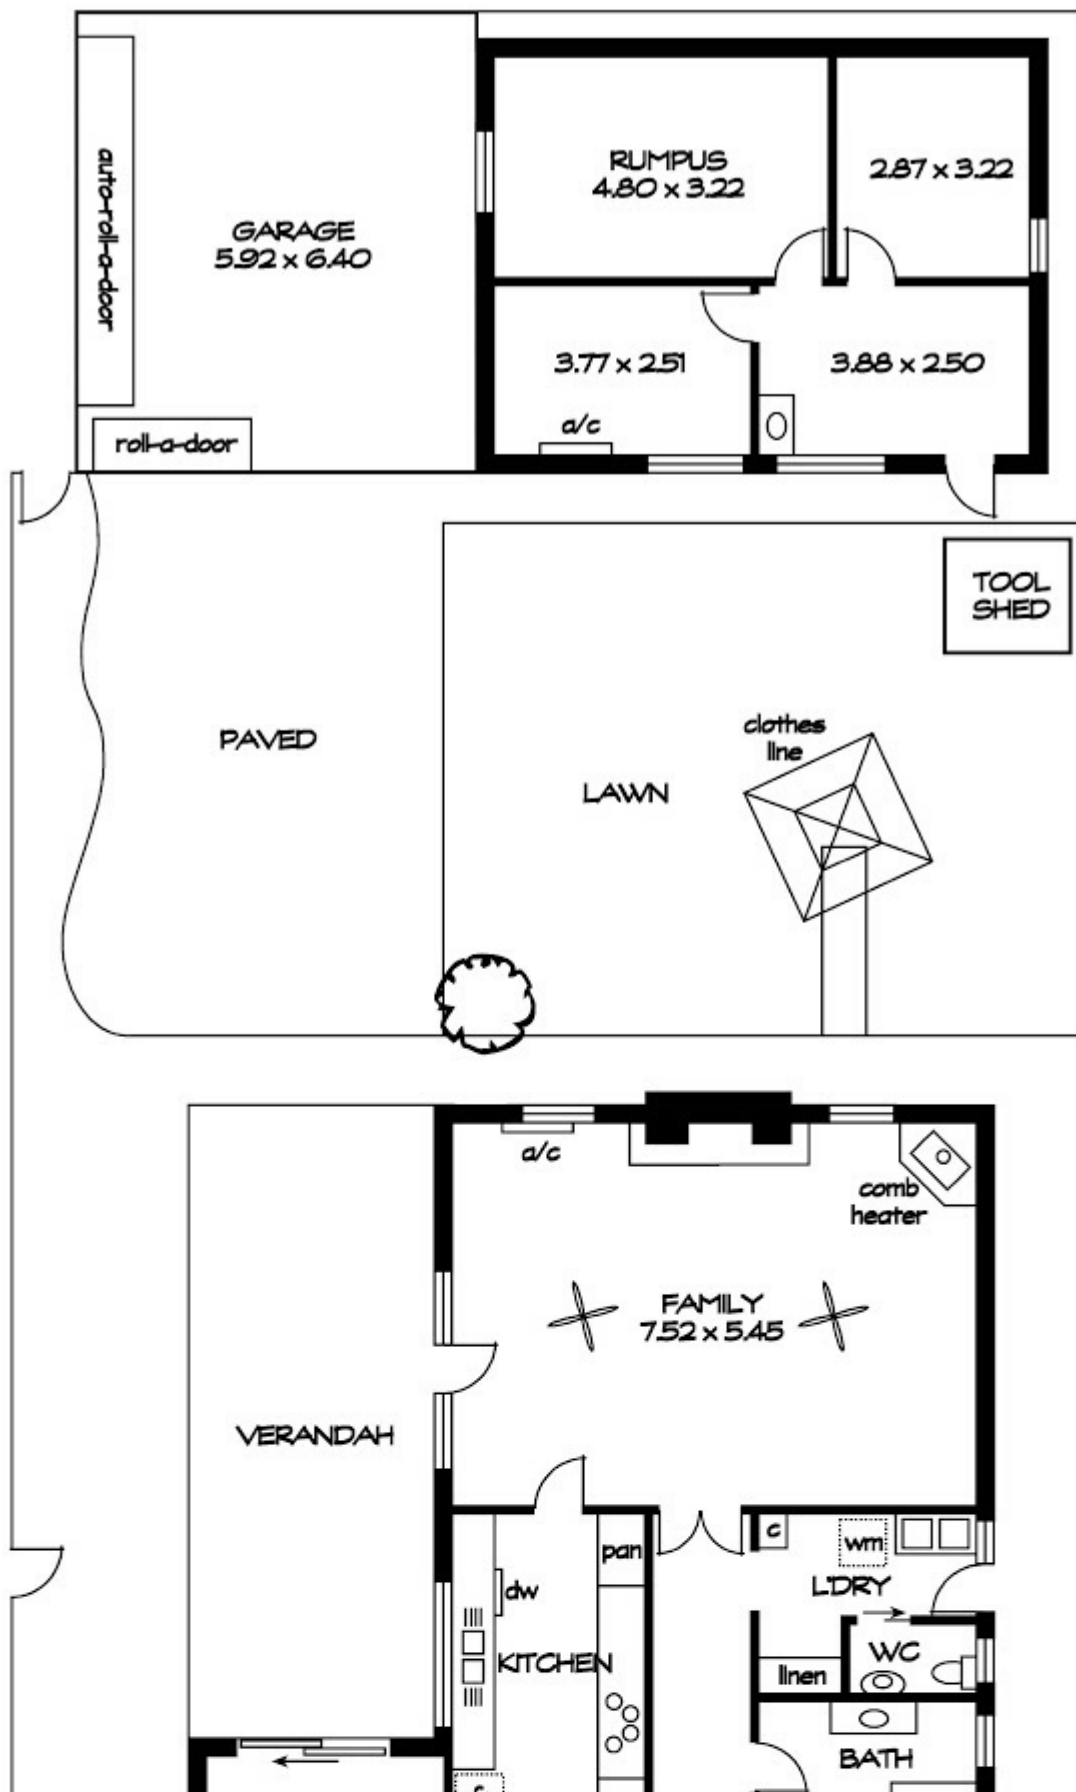 auto-roll-a-door
GARAGE
5.92 x 6.40
roll-a-door
RUMPUS
4.80 x 3.22
2.87 x 3.22
3.77 x 2.51
a/c
3.88 x 2.50
TOOL
SHED
PAVED
LAWN
clothes
line
a/c
comb
heater
FAMILY
7.52 x 5.45
VERANDAH
pan
dw
KITCHEN
c
wm
L'DRY
WC
linen
BATH